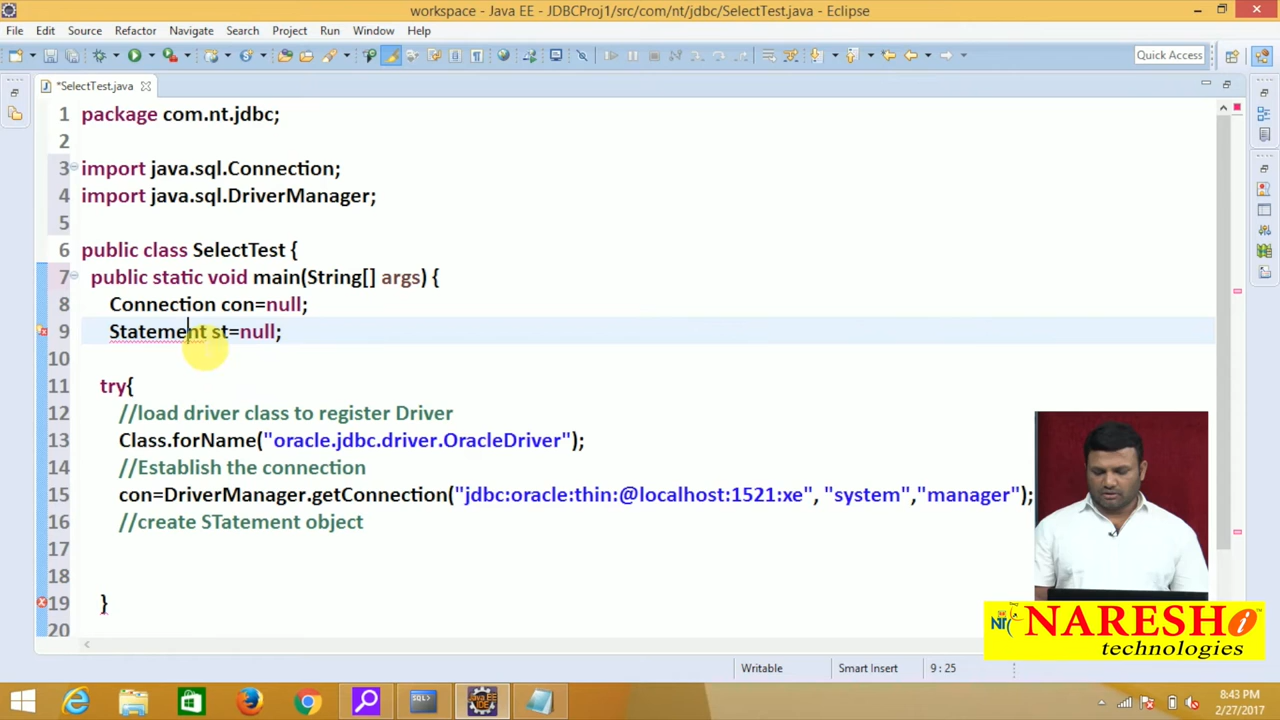 workspace - Java EE - JDBCProj1/src/com/nt/jdbc/SelectTest.java - Eclipse
File Edit Source Refactor Navigate Search Project Run Window Help
Quick Access
*SelectTest.java
1 package com.nt.jdbc;
2
3 import java.sql.Connection;
4 import java.sql.DriverManager;
5
6 public class SelectTest {
7 public static void main(String[] args) {
8 Connection con=null;
9 Statement st=null;
10
11 try{
12 //load driver class to register Driver
13 Class.forName("oracle.jdbc.driver.OracleDriver");
14 //Establish the connection
15 con=DriverManager.getConnection("jdbc:oracle:thin:@localhost:1521:xe", "system","manager");
16 //create STatement object
17
18
19 }
20
NT NARESH i
technologies
Writable Smart Insert 9 : 25
SQL> Java EE IDE
8:43 PM
2/27/2017